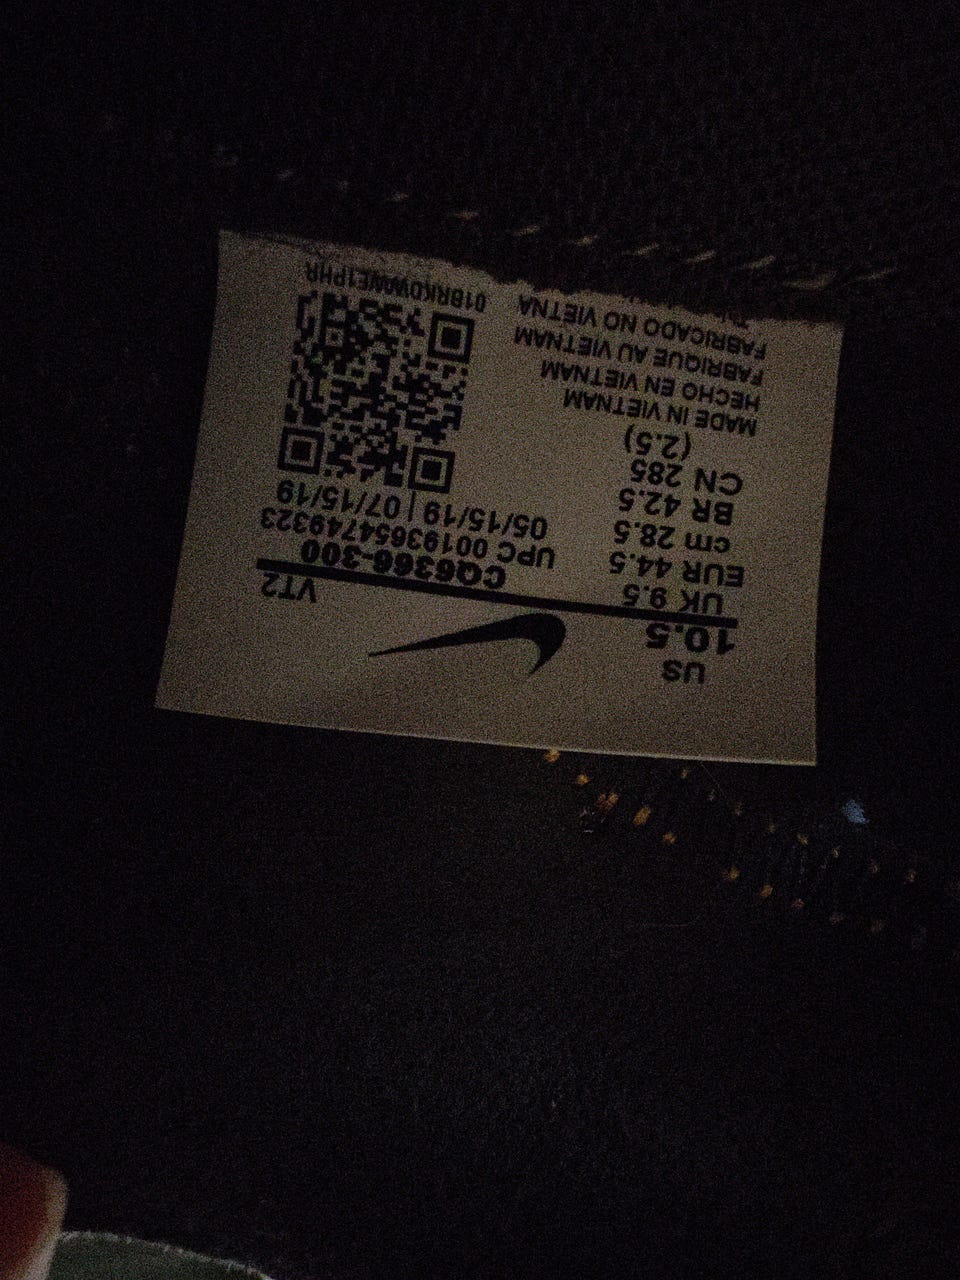 US
10.5
UK 9.5
EUR 44.5
cm 28.5
BR 42.5
CN 285
(2.5)
MADE IN VIETNAM
HECHO EN VIETNAM
FABRIQUE AU VIETNAM
FABRICADO NO VIETNA
VT2
CQ6366-300
UPC 00193654749323
05/15/19 | 07/15/19